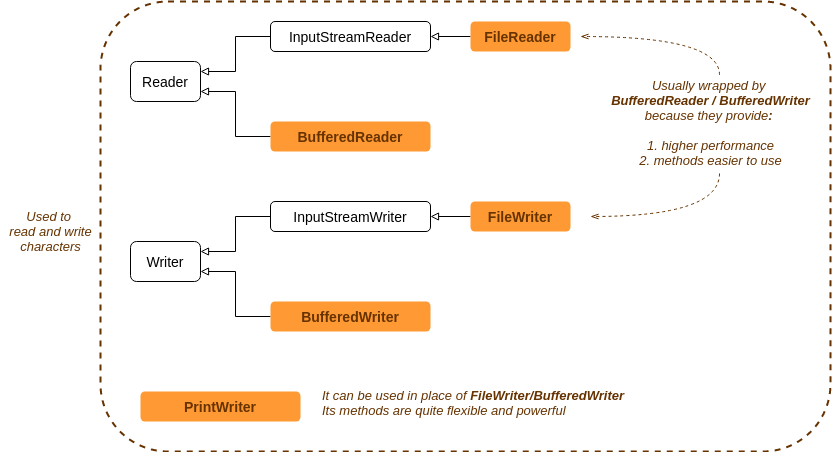 InputStreamReader
FileReader
Reader
Usually wrapped by
BufferedReader / BufferedWriter
because they provide:
1. higher performance
2. methods easier to use
BufferedReader
Used to
read and write
characters
InputStreamWriter
FileWriter
Writer
BufferedWriter
PrintWriter
It can be used in place of FileWriter/BufferedWriter
Its methods are quite flexible and powerful